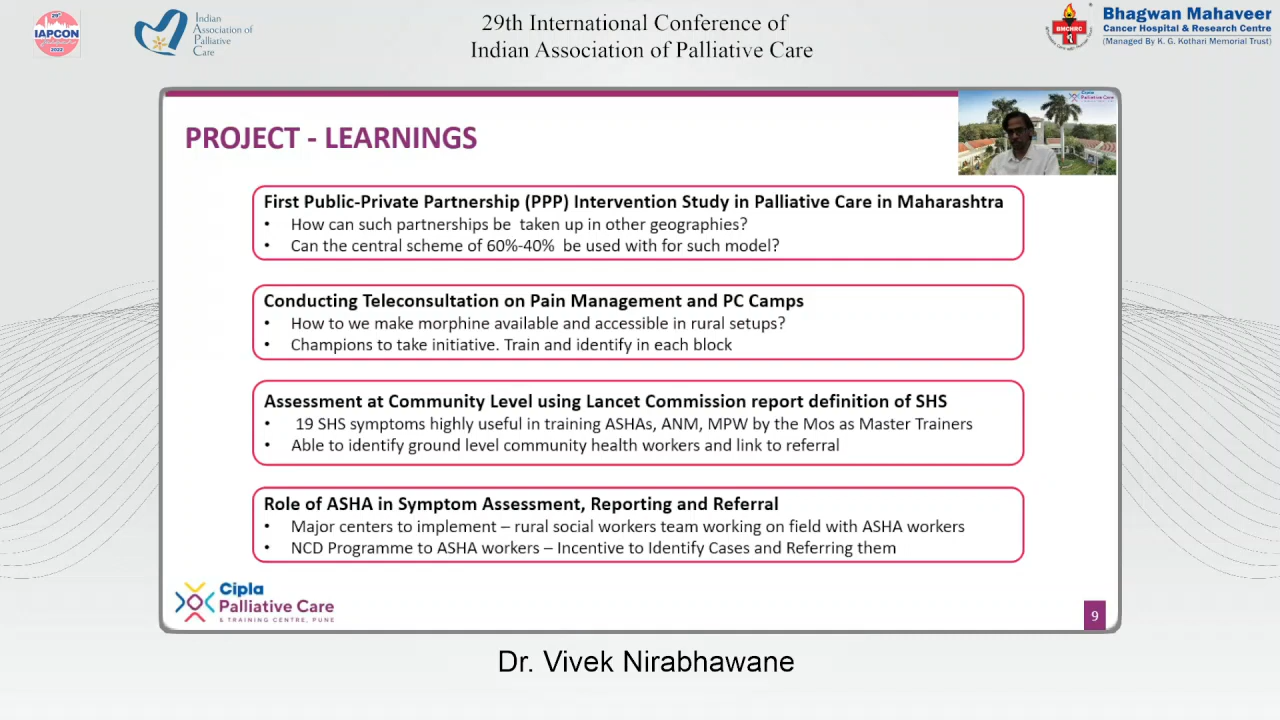 29th
IAPCON
2022
Indian
Association of
Palliative
Care
29th International Conference of
Indian Association of Palliative Care
BMCHRC
Bhagwan Mahaveer
Cancer Hospital & Research Centre
(Managed By K. G. Kothari Memorial Trust)
PROJECT - LEARNINGS
Cipla
Palliative Care
First Public-Private Partnership (PPP) Intervention Study in Palliative Care in Maharashtra
• How can such partnerships be taken up in other geographies?
• Can the central scheme of 60%-40% be used with for such model?
Conducting Teleconsultation on Pain Management and PC Camps
• How to we make morphine available and accessible in rural setups?
• Champions to take initiative. Train and identify in each block
Assessment at Community Level using Lancet Commission report definition of SHS
• 19 SHS symptoms highly useful in training ASHAs, ANM, MPW by the Mos as Master Trainers
• Able to identify ground level community health workers and link to referral
Role of ASHA in Symptom Assessment, Reporting and Referral
• Major centers to implement – rural social workers team working on field with ASHA workers
• NCD Programme to ASHA workers – Incentive to Identify Cases and Referring them
Cipla
Palliative Care
& TRAINING CENTRE, PUNE
9
Dr. Vivek Nirabhawane